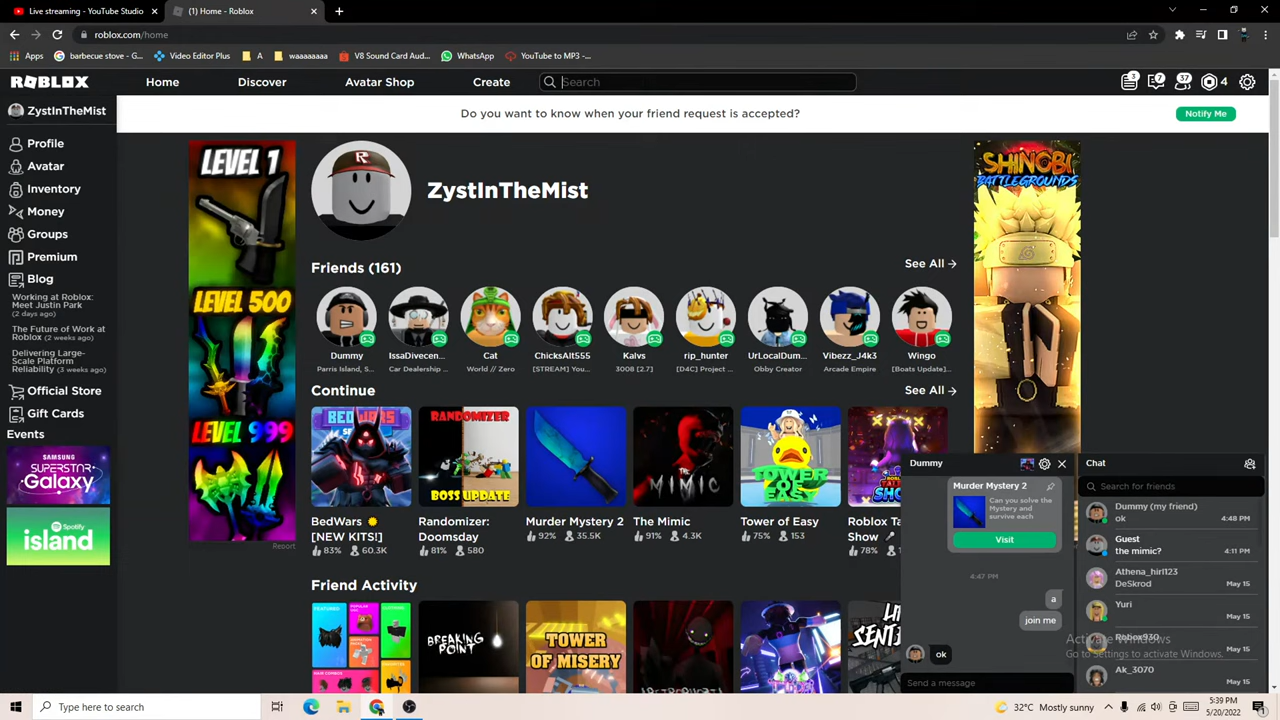 Live streaming - YouTube Studio
(1) Home - Roblox
roblox.com/home
Apps
barbecue stove - G...
Video Editor Plus
A
waaaaaaa
V8 Sound Card Aud...
WhatsApp
YouTube to MP3 -...
ROBLOX
Home
Discover
Avatar Shop
Create
Search
3
7
37
4
ZystInTheMist
Do you want to know when your friend request is accepted?
Notify Me
Profile
Avatar
Inventory
Money
Groups
Premium
Blog
Working at Roblox:
Meet Justin Park
(2 days ago)
The Future of Work at
Roblox (2 weeks ago)
Delivering Large-
Scale Platform
Reliability (3 weeks ago)
Official Store
Gift Cards
Events
SAMSUNG
SUPERSTAR
Galaxy
Spotify
island
LEVEL 1
LEVEL 500
LEVEL 999
Report
ZystInTheMist
Friends (161)
See All →
Dummy
Parris Island, S...
IssaDivecen...
Car Dealership ...
Cat
World // Zero
ChicksAlt555
[STREAM] You...
Kalvs
3008 [2.7]
rip_hunter
[D4C] Project ...
UrLocalDum...
Obby Creator
Vibezz_J4k3
Arcade Empire
Wingo
[Boats Update]...
Continue
See All →
BED WARS
RANDOMIZER
BOSS UPDATE
THE MIMIC
TOWER OF EASY
BedWars
[NEW KITS!]
83% 60.3K
Randomizer:
Doomsday
81% 580
Murder Mystery 2
92% 35.5K
The Mimic
91% 4.3K
Tower of Easy
75% 153
Roblox Ta
Show
78%
Friend Activity
FEATURED
BREAKING
POINT
TOWER
OF MISERY
SHINOBI
BATTLEGROUNDS
Dummy
Murder Mystery 2
Can you solve the
Mystery and
survive each
Visit
4:47 PM
a
join me
ok
Send a message
Chat
Search for friends
Dummy (my friend)
ok
4:48 PM
Guest
the mimic?
4:11 PM
Athena_hirl123
DeSkrod
May 15
Yuri
May 15
Robox930
May 15
Ak_3070
May 15
Activate Windows
Go to Settings to activate Windows.
Type here to search
32°C Mostly sunny
5:39 PM
5/20/2022